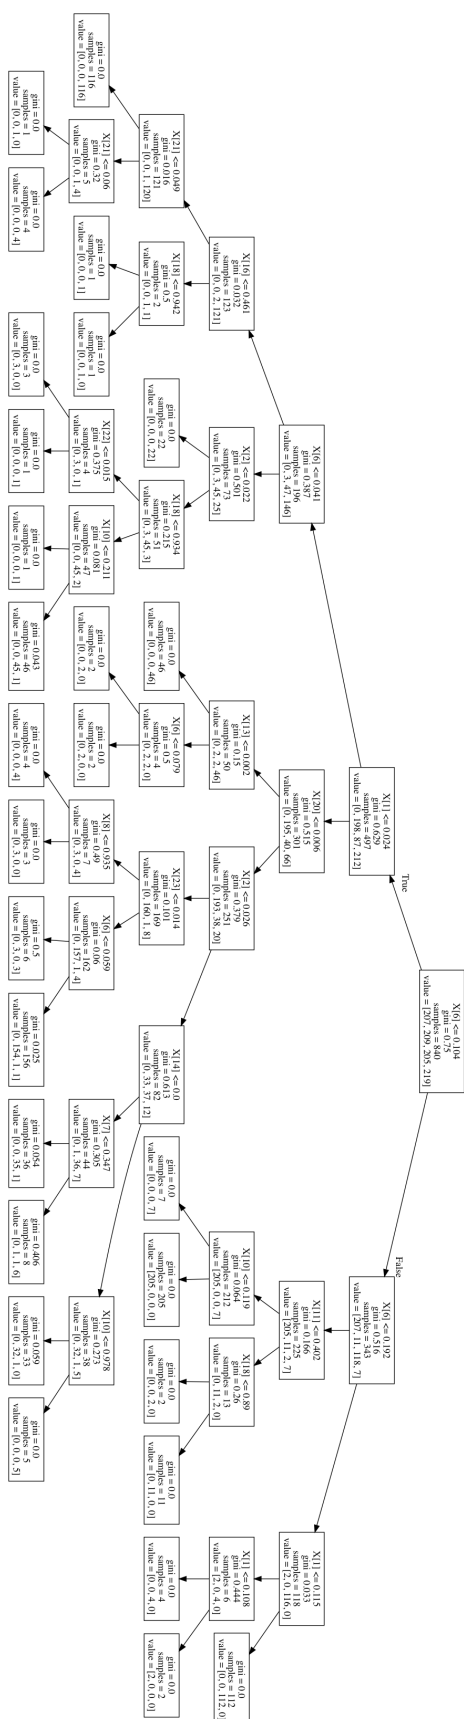 X[6] <= 0.104
gini = 0.75
samples = 840
value = [207, 209, 205, 219]
True
False
X[1] <= 0.024
gini = 0.629
samples = 497
value = [0, 198, 87, 212]
X[6] <= 0.192
gini = 0.516
samples = 343
value = [207, 11, 118, 7]
X[6] <= 0.041
gini = 0.387
samples = 196
value = [0, 3, 47, 146]
X[20] <= 0.006
gini = 0.515
samples = 301
value = [0, 195, 40, 66]
X[11] <= 0.402
gini = 0.166
samples = 225
value = [205, 11, 2, 7]
X[1] <= 0.115
gini = 0.033
samples = 118
value = [2, 0, 116, 0]
X[16] <= 0.461
gini = 0.032
samples = 123
value = [0, 0, 2, 121]
X[2] <= 0.022
gini = 0.501
samples = 73
value = [0, 3, 45, 25]
X[13] <= 0.002
gini = 0.15
samples = 50
value = [0, 2, 2, 46]
X[2] <= 0.026
gini = 0.379
samples = 251
value = [0, 193, 38, 20]
X[10] <= 0.119
gini = 0.064
samples = 212
value = [205, 0, 0, 7]
X[18] <= 0.89
gini = 0.26
samples = 13
value = [0, 11, 2, 0]
X[1] <= 0.108
gini = 0.444
samples = 6
value = [2, 0, 4, 0]
gini = 0.0
samples = 112
value = [0, 0, 112, 0]
X[21] <= 0.049
gini = 0.016
samples = 121
value = [0, 0, 1, 120]
X[18] <= 0.942
gini = 0.5
samples = 2
value = [0, 0, 1, 1]
gini = 0.0
samples = 22
value = [0, 0, 0, 22]
X[18] <= 0.934
gini = 0.215
samples = 51
value = [0, 3, 45, 3]
gini = 0.0
samples = 46
value = [0, 0, 0, 46]
X[6] <= 0.079
gini = 0.5
samples = 4
value = [0, 2, 2, 0]
X[23] <= 0.014
gini = 0.101
samples = 169
value = [0, 160, 1, 8]
X[14] <= 0.0
gini = 0.613
samples = 82
value = [0, 33, 37, 12]
gini = 0.0
samples = 7
value = [0, 0, 0, 7]
gini = 0.0
samples = 205
value = [205, 0, 0, 0]
gini = 0.0
samples = 2
value = [0, 0, 2, 0]
gini = 0.0
samples = 11
value = [0, 11, 0, 0]
gini = 0.0
samples = 4
value = [0, 0, 4, 0]
gini = 0.0
samples = 2
value = [2, 0, 0, 0]
gini = 0.0
samples = 116
value = [0, 0, 0, 116]
X[21] <= 0.06
gini = 0.32
samples = 5
value = [0, 0, 1, 4]
gini = 0.0
samples = 1
value = [0, 0, 0, 1]
gini = 0.0
samples = 1
value = [0, 0, 1, 0]
X[22] <= 0.015
gini = 0.375
samples = 4
value = [0, 3, 0, 1]
X[10] <= 0.211
gini = 0.081
samples = 47
value = [0, 0, 45, 2]
gini = 0.0
samples = 2
value = [0, 0, 2, 0]
gini = 0.0
samples = 2
value = [0, 2, 0, 0]
X[8] <= 0.935
gini = 0.49
samples = 7
value = [0, 3, 0, 4]
X[6] <= 0.059
gini = 0.06
samples = 162
value = [0, 157, 1, 4]
X[7] <= 0.347
gini = 0.305
samples = 44
value = [0, 1, 36, 7]
X[10] <= 0.978
gini = 0.273
samples = 38
value = [0, 32, 1, 5]
gini = 0.0
samples = 1
value = [0, 0, 1, 0]
gini = 0.0
samples = 4
value = [0, 0, 0, 4]
gini = 0.0
samples = 3
value = [0, 3, 0, 0]
gini = 0.0
samples = 1
value = [0, 0, 0, 1]
gini = 0.0
samples = 1
value = [0, 0, 0, 1]
gini = 0.043
samples = 46
value = [0, 0, 45, 1]
gini = 0.0
samples = 4
value = [0, 0, 0, 4]
gini = 0.0
samples = 3
value = [0, 3, 0, 0]
gini = 0.5
samples = 6
value = [0, 3, 0, 3]
gini = 0.025
samples = 156
value = [0, 154, 1, 1]
gini = 0.054
samples = 36
value = [0, 0, 35, 1]
gini = 0.406
samples = 8
value = [0, 1, 1, 6]
gini = 0.059
samples = 33
value = [0, 32, 1, 0]
gini = 0.0
samples = 5
value = [0, 0, 0, 5]